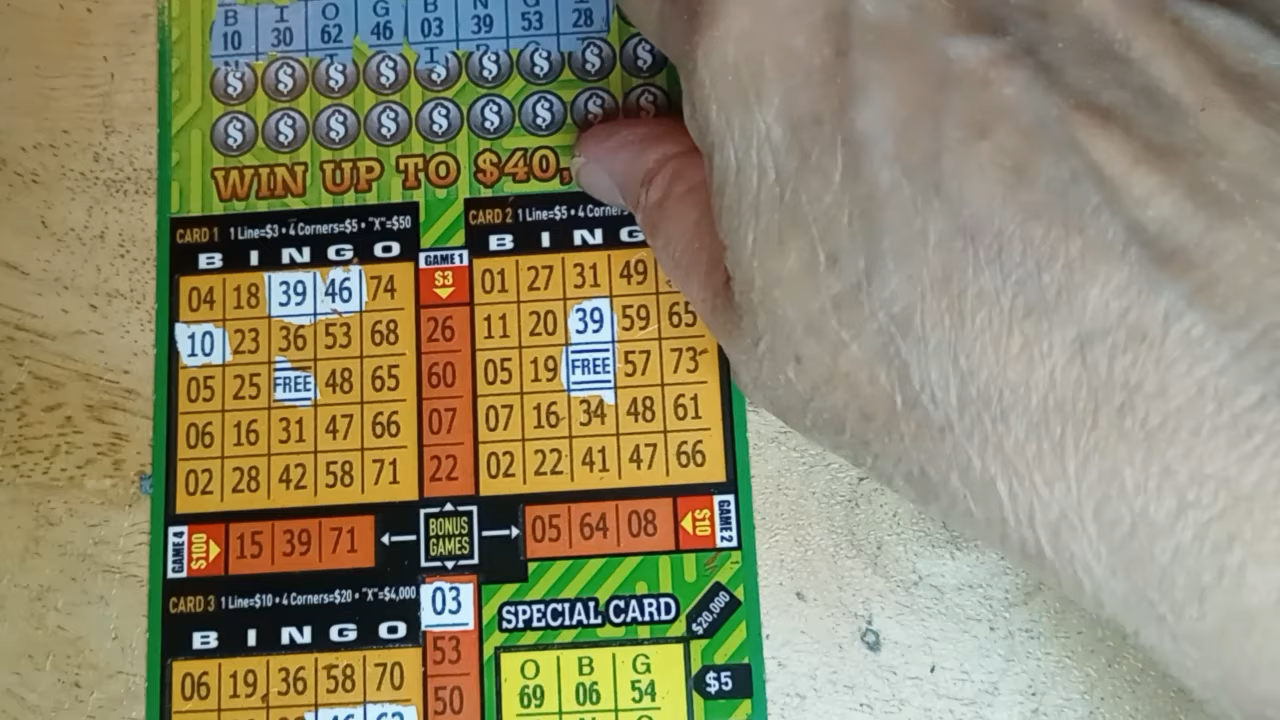 B I O G B N G I
10 30 62 46 03 39 53 28
WIN UP TO $40,
CARD 1 1 Line=$3 • 4 Corners=$5 • "X"=$50
B I N G O
04 18 39 46 74
10 23 36 53 68
05 25 FREE 48 65
06 16 31 47 66
02 28 42 58 71
GAME 1
$3
26
60
07
22
CARD 2 1 Line=$5 • 4 Corners
B I N G
01 27 31 49
11 20 39 59 65
05 19 FREE 57 73
07 16 34 48 61
02 22 41 47 66
GAME 4
$100
15 39 71
BONUS
GAMES
05 64 08
$10
GAME 2
CARD 3 1 Line=$10 • 4 Corners=$20 • "X"=$4,000
B I N G O
06 19 36 58 70
03
53
50
SPECIAL CARD
$20,000
O B G
69 06 54
$5